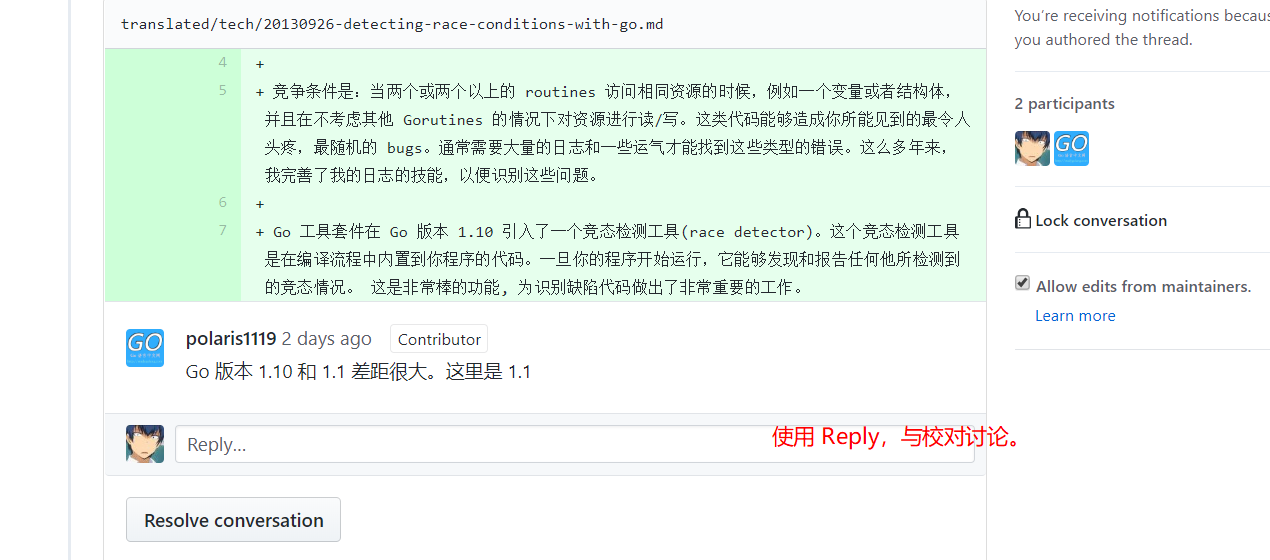 translated/tech/20130926-detecting-race-conditions-with-go.md
4 +
5 + 竞争条件是：当两个或两个以上的 routines 访问相同资源的时候，例如一个变量或者结构体，
并且在不考虑其他 Gorutines 的情况下对资源进行读/写。这类代码能够造成你所能见到的最令人
头疼，最随机的 bugs。通常需要大量的日志和一些运气才能找到这些类型的错误。这么多年来，
我完善了我的日志的技能，以便识别这些问题。
6 +
7 + Go 工具套件在 Go 版本 1.10 引入了一个竞态检测工具(race detector)。这个竞态检测工具
是在编译流程中内置到你程序的代码。一旦你的程序开始运行，它能够发现和报告任何他所检测到
的竞态情况。 这是非常棒的功能, 为识别缺陷代码做出了非常重要的工作。
polaris1119 2 days ago Contributor
Go 版本 1.10 和 1.1 差距很大。这里是 1.1
Reply...
使用 Reply，与校对讨论。
Resolve conversation
You’re receiving notifications becaus
you authored the thread.
2 participants
GO
Lock conversation
Allow edits from maintainers.
Learn more
GO